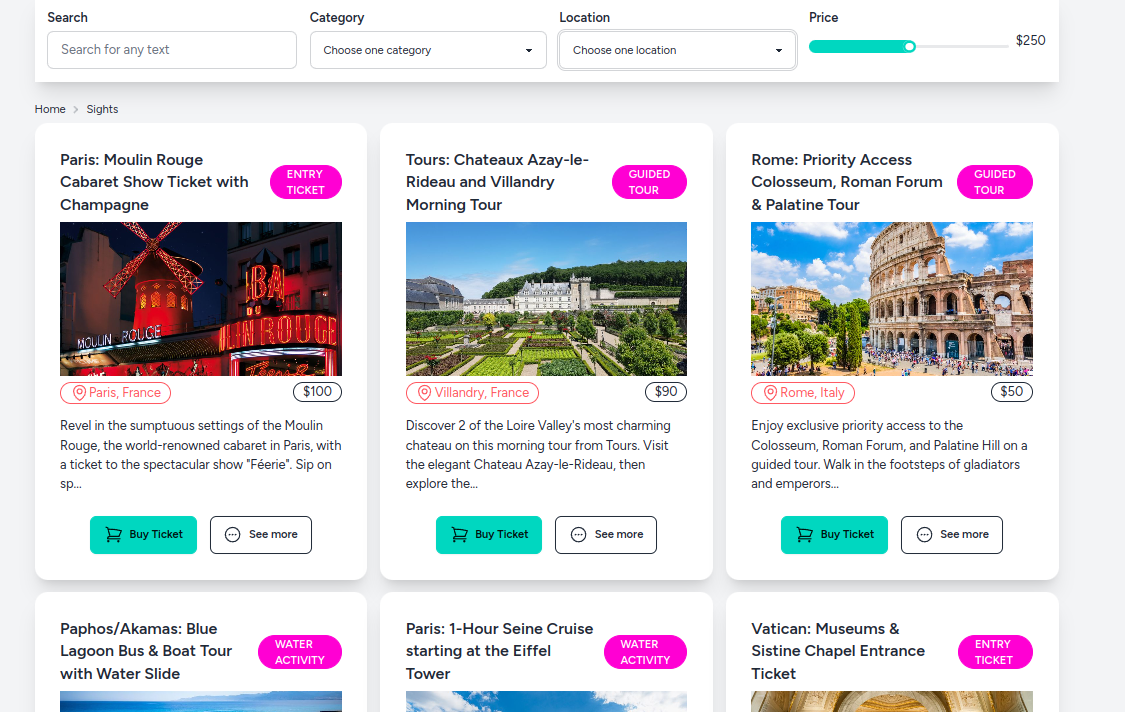 Search
Category
Location
Price
Search for any text
Choose one category
Choose one location
$250
Home > Sights
Paris: Moulin Rouge
Cabaret Show Ticket with
Champagne
ENTRY
TICKET
MOULIN ROUGE
BA
DU
LIN ROUGE
Paris, France
$100
Revel in the sumptuous settings of the Moulin
Rouge, the world-renowned cabaret in Paris, with
a ticket to the spectacular show "Féerie". Sip on
sp...
Buy Ticket
See more
Tours: Chateaux Azay-le-
Rideau and Villandry
Morning Tour
GUIDED
TOUR
Villandry, France
$90
Discover 2 of the Loire Valley's most charming
chateau on this morning tour from Tours. Visit
the elegant Chateau Azay-le-Rideau, then
explore the...
Buy Ticket
See more
Rome: Priority Access
Colosseum, Roman Forum
& Palatine Tour
GUIDED
TOUR
Rome, Italy
$50
Enjoy exclusive priority access to the
Colosseum, Roman Forum, and Palatine Hill on a
guided tour. Walk in the footsteps of gladiators
and emperors...
Buy Ticket
See more
Paphos/Akamas: Blue
Lagoon Bus & Boat Tour
with Water Slide
WATER
ACTIVITY
Paris: 1-Hour Seine Cruise
starting at the Eiffel
Tower
WATER
ACTIVITY
Vatican: Museums &
Sistine Chapel Entrance
Ticket
ENTRY
TICKET